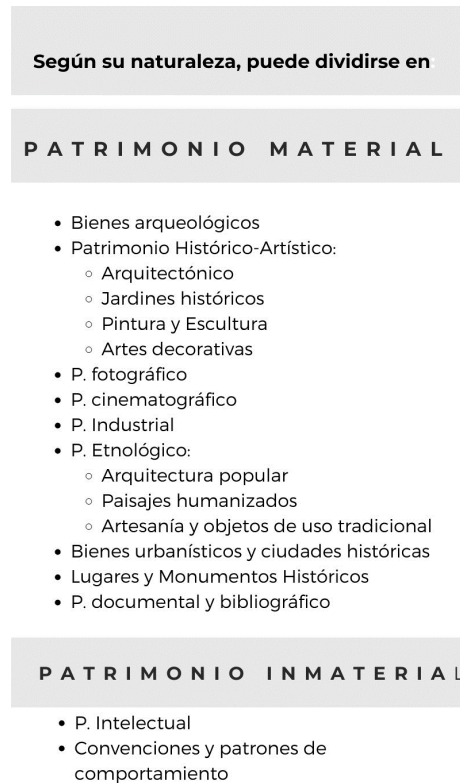 Según su naturaleza, puede dividirse en:
PATRIMONIO MATERIAL
• Bienes arqueológicos
• Patrimonio Histórico-Artístico:
◦ Arquitectónico
◦ Jardines históricos
◦ Pintura y Escultura
◦ Artes decorativas
• P. fotográfico
• P. cinematográfico
• P. Industrial
• P. Etnológico:
◦ Arquitectura popular
◦ Paisajes humanizados
◦ Artesanía y objetos de uso tradicional
• Bienes urbanísticos y ciudades históricas
• Lugares y Monumentos Históricos
• P. documental y bibliográfico
PATRIMONIO INMATERIAL
• P. Intelectual
• Convenciones y patrones de
comportamiento